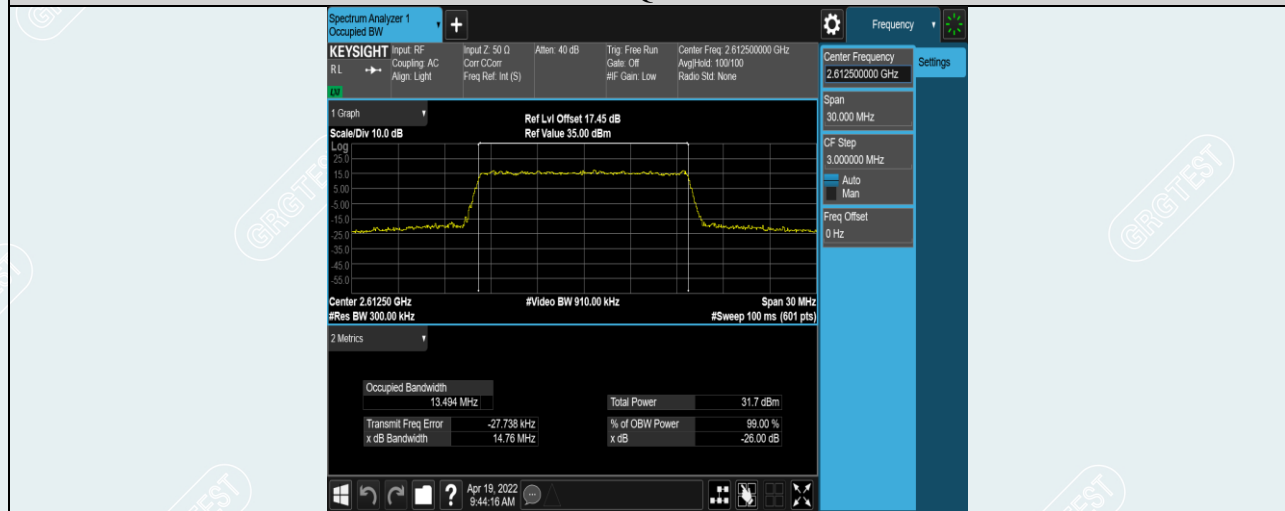 Spectrum Analyzer 1
Occupied BW
Frequency
KEYSIGHT
RL
LXI
Input: RF
Coupling: AC
Align: Light
Input Z: 50 Ω
Corr CCorr
Freq Ref: Int (S)
Atten: 40 dB
Trig: Free Run
Gate: Off
#IF Gain: Low
Center Freq: 2.612500000 GHz
Avg|Hold: 100/100
Radio Std: None
Center Frequency
2.612500000 GHz
Settings
Span
30.000 MHz
CF Step
3.000000 MHz
Auto
Man
Freq Offset
0 Hz
1 Graph
Scale/Div 10.0 dB
Ref Lvl Offset 17.45 dB
Ref Value 35.00 dBm
Log
25.0
15.0
5.00
-5.00
-15.0
-25.0
-35.0
-45.0
-55.0
Center 2.61250 GHz
#Video BW 910.00 kHz
Span 30 MHz
#Res BW 300.00 kHz
#Sweep 100 ms (601 pts)
2 Metrics
Occupied Bandwidth
13.494 MHz
Total Power 31.7 dBm
Transmit Freq Error -27.738 kHz
% of OBW Power 99.00 %
x dB Bandwidth 14.76 MHz
x dB -26.00 dB
Apr 19, 2022
9:44:16 AM
GRGTEST
GRGTEST
GRGTEST
GRGTEST